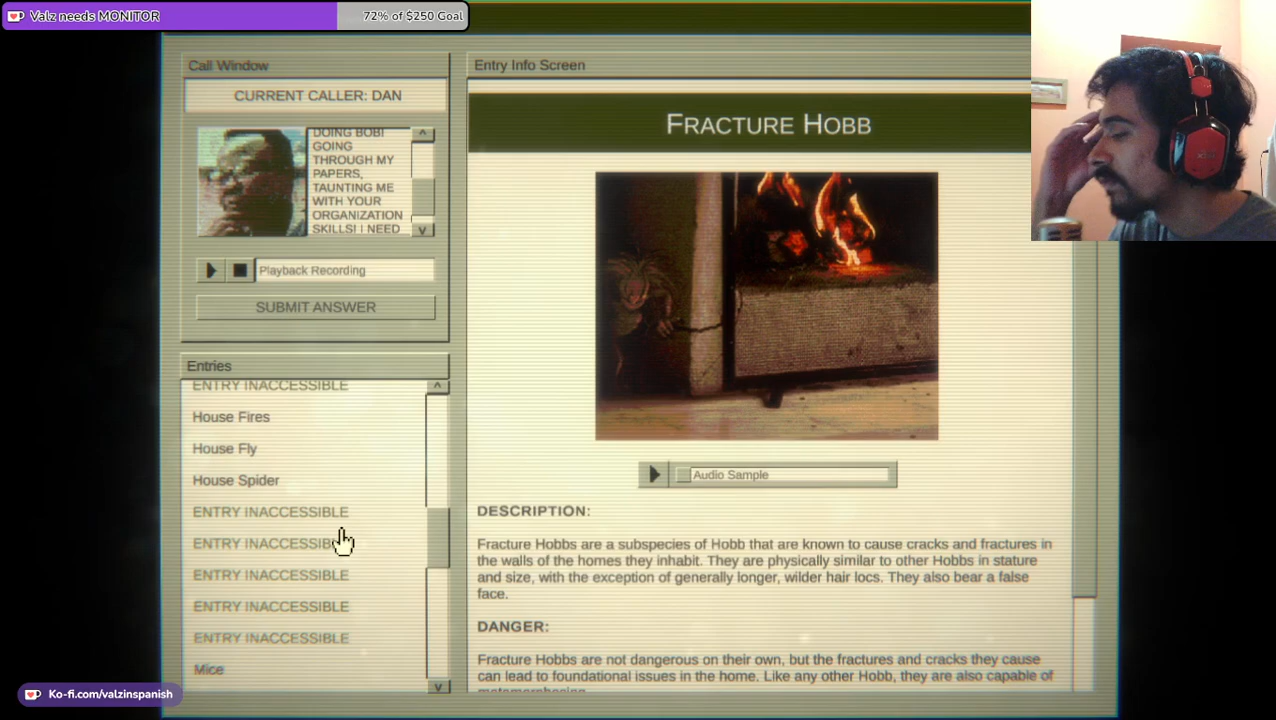 Valz needs MONITOR
72% of $250 Goal
Call Window
CURRENT CALLER: DAN
DOING BOB!
GOING
THROUGH MY
PAPERS,
TAUNTING ME
WITH YOUR
ORGANIZATION
SKILLS! I NEED
Playback Recording
SUBMIT ANSWER
Entries
ENTRY INACCESSIBLE
House Fires
House Fly
House Spider
ENTRY INACCESSIBLE
ENTRY INACCESSIBLE
ENTRY INACCESSIBLE
ENTRY INACCESSIBLE
ENTRY INACCESSIBLE
Mice
Ko-fi.com/valzinspanish
Entry Info Screen
FRACTURE HOBB
Audio Sample
DESCRIPTION:
Fracture Hobbs are a subspecies of Hobb that are known to cause cracks and fractures in
the walls of the homes they inhabit. They are physically similar to other Hobbs in stature
and size, with the exception of generally longer, wilder hair locs. They also bear a false
face.
DANGER:
Fracture Hobbs are not dangerous on their own, but the fractures and cracks they cause
can lead to foundational issues in the home. Like any other Hobb, they are also capable of